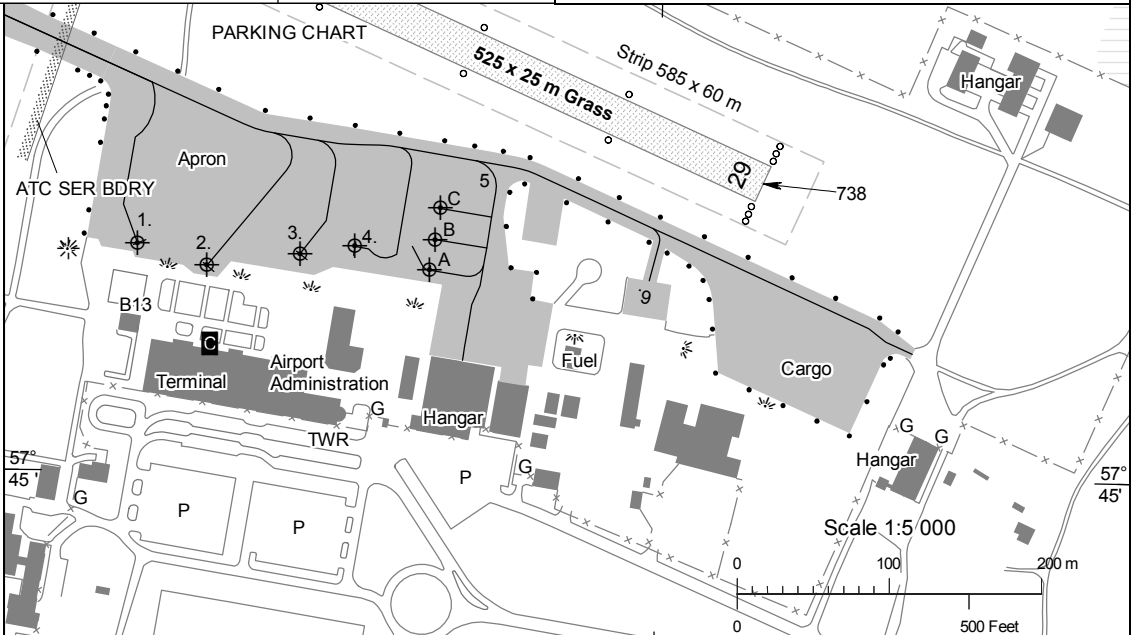 PARKING CHART
525 x 25 m Grass
Strip 585 x 60 m
Hangar
Apron
ATC SER BDRY
29
738
5
C
B
A
1.
2.
3.
4.
6.
B13
C
Terminal
Airport
Administration
Hangar
Fuel
Cargo
G
TWR
57°
45 '
G
P
P
P
G
Hangar
G
G
57°
45'
Scale 1:5 000
0
100
200 m
0
500 Feet